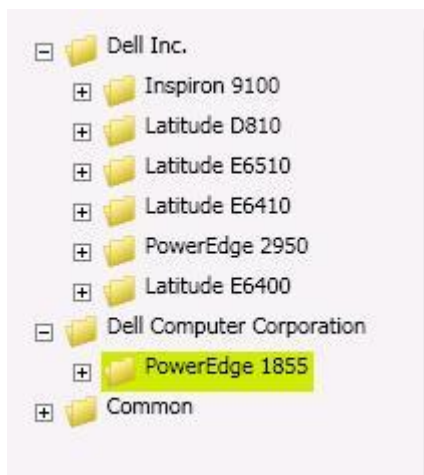 Dell Inc.
Inspiron 9100
Latitude D810
Latitude E6510
Latitude E6410
PowerEdge 2950
Latitude E6400
Dell Computer Corporation
PowerEdge 1855
Common